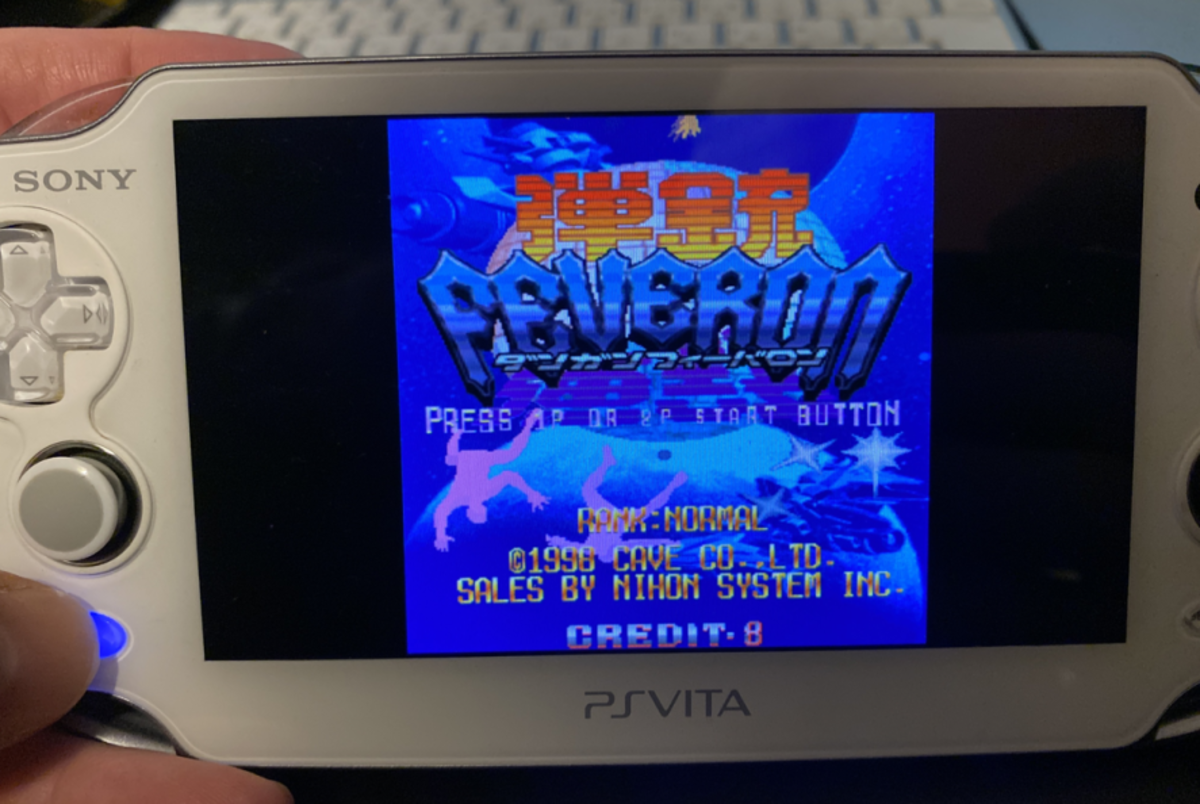 SONY
弾銃
FEVERON
ダンガンフィーバロン
PRESS 1P OR 2P START BUTTON
RANK:NORMAL
©1998 CAVE CO.,LTD.
SALES BY NIHON SYSTEM INC.
CREDIT·8
PSVITA